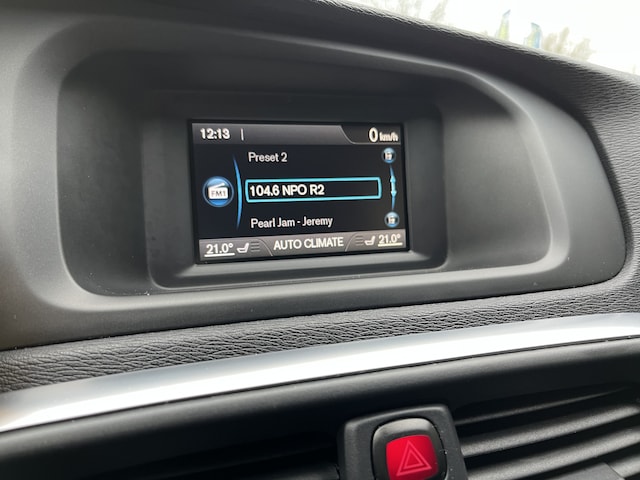 12:13 0 km/h
Preset 2
FM1
104.6 NPO R2
Pearl Jam - Jeremy
21.0° AUTO CLIMATE 21.0°